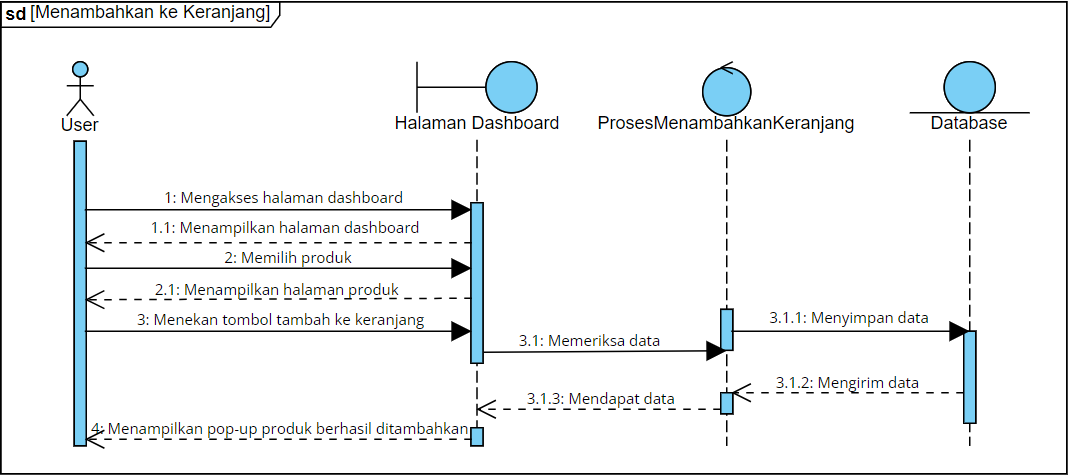 sd [Menambahkan ke Keranjang]
User
Halaman Dashboard
ProsesMenambahkanKeranjang
Database
1: Mengakses halaman dashboard
1.1: Menampilkan halaman dashboard
2: Memilih produk
2.1: Menampilkan halaman produk
3: Menekan tombol tambah ke keranjang
3.1.1: Menyimpan data
3.1: Memeriksa data
3.1.2: Mengirim data
3.1.3: Mendapat data
4: Menampilkan pop-up produk berhasil ditambahkan